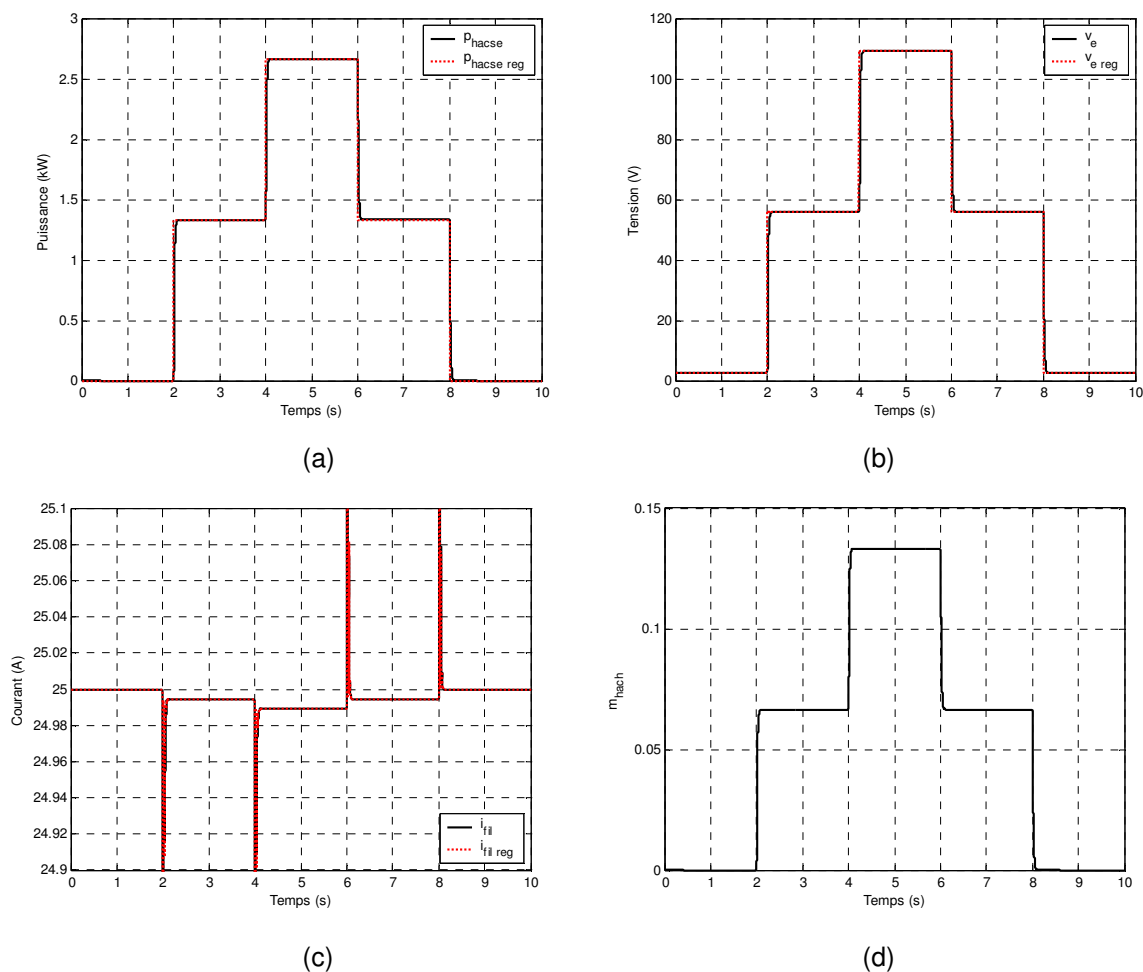 3
2.5
2
1.5
1
0.5
0
0 1 2 3 4 5 6 7 8 9 10
Puissance (kW)
Temps (s)
p_hacse
p_hacse reg
(a)
120
100
80
60
40
20
0
0 1 2 3 4 5 6 7 8 9 10
Tension (V)
Temps (s)
v_e
v_e reg
(b)
25.1
25.08
25.06
25.04
25.02
25
24.98
24.96
24.94
24.92
24.9
0 1 2 3 4 5 6 7 8 9 10
Courant (A)
Temps (s)
i_fil
i_fil reg
(c)
0.15
0.1
0.05
0
0 1 2 3 4 5 6 7 8 9 10
m_hach
Temps (s)
(d)